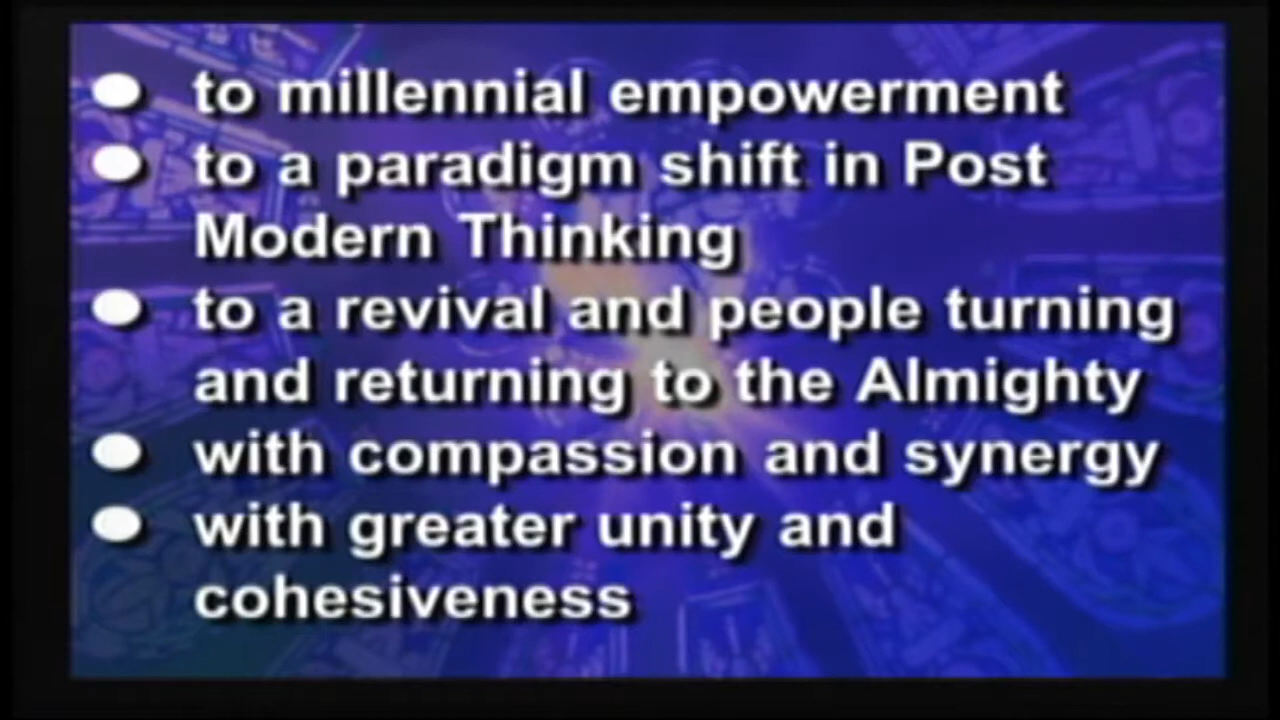 to millennial empowerment
to a paradigm shift in Post
Modern Thinking
to a revival and people turning
and returning to the Almighty
with compassion and synergy
with greater unity and
cohesiveness